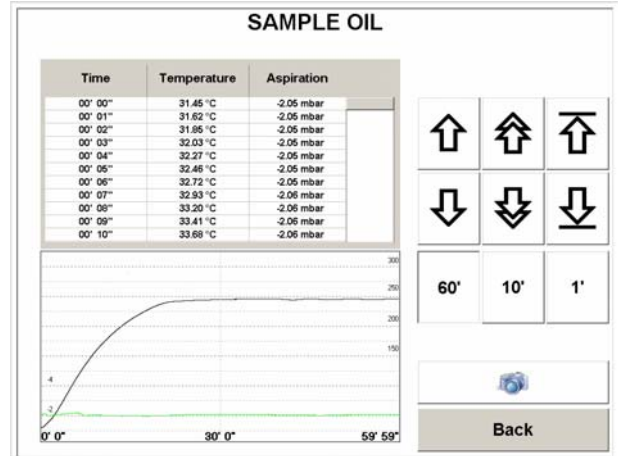 SAMPLE OIL
Time Temperature Aspiration
00' 00" 31.45 °C -2.05 mbar
00' 01" 31.62 °C -2.05 mbar
00' 02" 31.85 °C -2.05 mbar
00' 03" 32.03 °C -2.05 mbar
00' 04" 32.27 °C -2.05 mbar
00' 05" 32.46 °C -2.05 mbar
00' 06" 32.72 °C -2.05 mbar
00' 07" 32.93 °C -2.06 mbar
00' 08" 33.20 °C -2.06 mbar
00' 09" 33.41 °C -2.06 mbar
00' 10" 33.68 °C -2.06 mbar
60' 10' 1'
300
250
200
150
-4
-2
0' 0" 30' 0" 59' 59"
Back